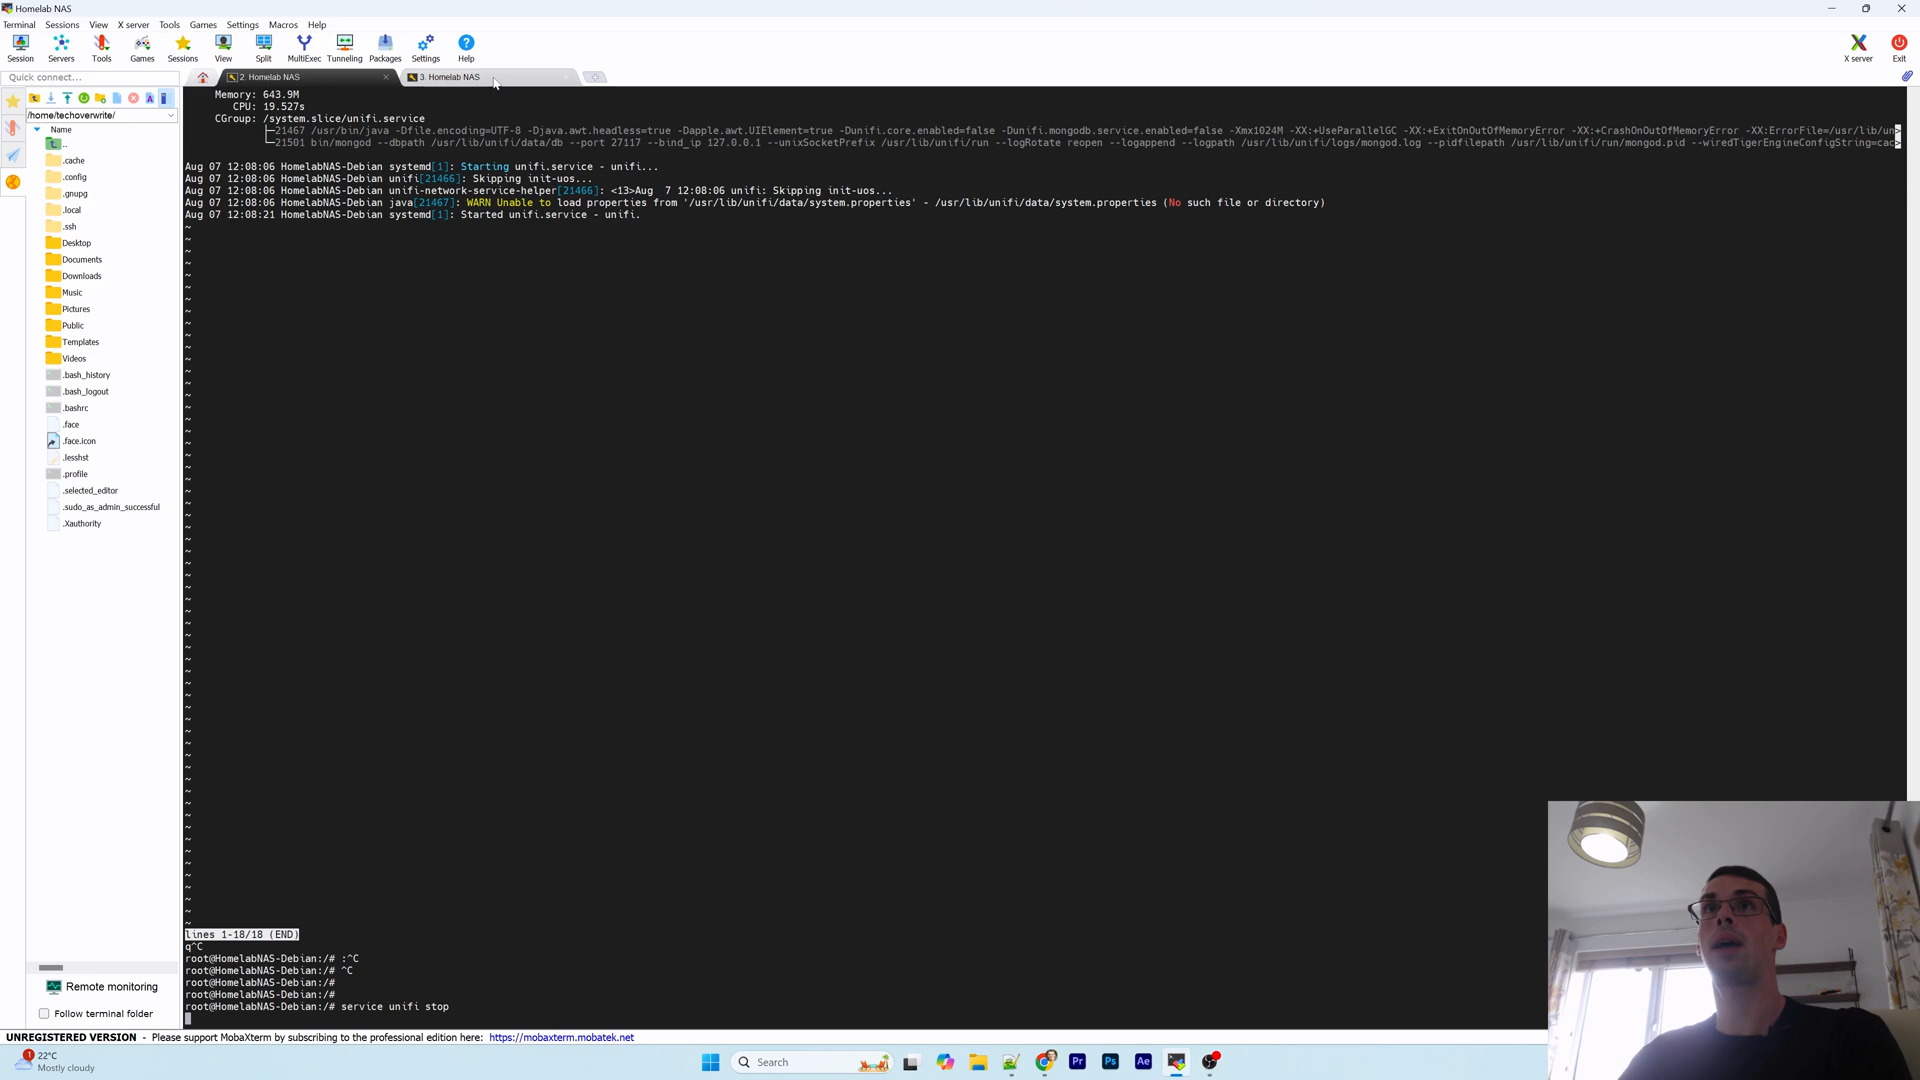 Homelab NAS
Terminal Sessions View X server Tools Games Settings Macros Help
Session Servers Tools Games Sessions View Split MultiExec Tunneling Packages Settings Help X server Exit
Quick connect... 2. Homelab NAS 3. Homelab NAS
/home/techoverwrite/
Name
..
.cache
.config
.gnupg
.local
.ssh
Desktop
Documents
Downloads
Music
Pictures
Public
Templates
Videos
.bash_history
.bash_logout
.bashrc
.face
.face.icon
.lesshst
.profile
.selected_editor
.sudo_as_admin_successful
.Xauthority
Remote monitoring
Follow terminal folder
Memory: 643.9M
CPU: 19.527s
CGroup: /system.slice/unifi.service
├─21467 /usr/bin/java -Dfile.encoding=UTF-8 -Djava.awt.headless=true -Dapple.awt.UIElement=true -Dunifi.core.enabled=false -Dunifi.mongodb.service.enabled=false -Xmx1024M -XX:+UseParallelGC -XX:+ExitOnOutOfMemoryError -XX:+CrashOnOutOfMemoryError -XX:ErrorFile=/usr/lib/un>
└─21501 bin/mongod --dbpath /usr/lib/unifi/data/db --port 27117 --bind_ip 127.0.0.1 --unixSocketPrefix /usr/lib/unifi/run --logRotate reopen --logappend --logpath /usr/lib/unifi/logs/mongod.log --pidfilepath /usr/lib/unifi/run/mongod.pid --wiredTigerEngineConfigString=cac>
Aug 07 12:08:06 HomelabNAS-Debian systemd[1]: Starting unifi.service - unifi...
Aug 07 12:08:06 HomelabNAS-Debian unifi[21466]: Skipping init-uos...
Aug 07 12:08:06 HomelabNAS-Debian unifi-network-service-helper[21466]: <13>Aug  7 12:08:06 unifi: Skipping init-uos...
Aug 07 12:08:06 HomelabNAS-Debian java[21467]: WARN Unable to load properties from '/usr/lib/unifi/data/system.properties' - /usr/lib/unifi/data/system.properties (No such file or directory)
Aug 07 12:08:21 HomelabNAS-Debian systemd[1]: Started unifi.service - unifi.
lines 1-18/18 (END)
q^C
root@HomelabNAS-Debian:/# :^C
root@HomelabNAS-Debian:/# ^C
root@HomelabNAS-Debian:/#
root@HomelabNAS-Debian:/#
root@HomelabNAS-Debian:/# service unifi stop
UNREGISTERED VERSION - Please support MobaXterm by subscribing to the professional edition here: https://mobaxterm.mobatek.net
1 22°C
Mostly cloudy
Search
Pr Ps Ae